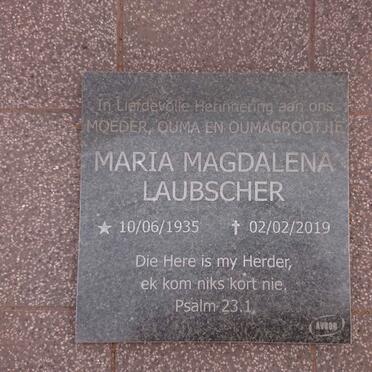 In Liefdevolle Herinnering aan ons
MOEDER, OUMA EN OUMAGROOTJIE
MARIA MAGDALENA
LAUBSCHER
★ 10/06/1935 ✝ 02/02/2019
Die Here is my Herder,
ek kom niks kort nie.
Psalm 23.1
AVBOB